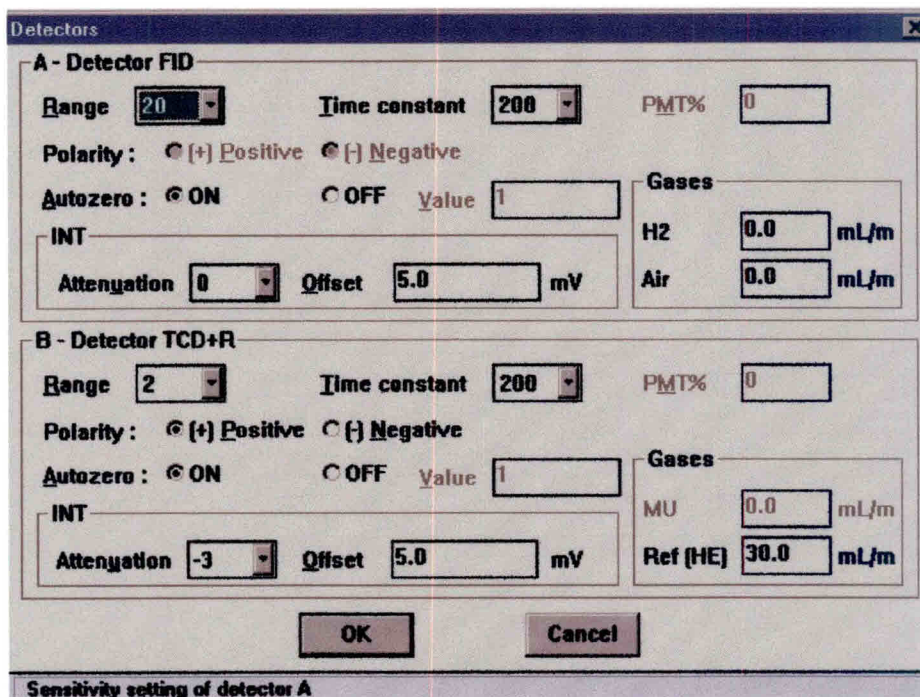 Detectors
A - Detector FID
Range 20 Time constant 200 PMT% 0
Polarity : (+) Positive (-) Negative
Autozero : ON OFF Value 1
Gases
H2 0.0 mL/m
Air 0.0 mL/m
INT
Attenuation 0 Offset 5.0 mV
B - Detector TCD+R
Range 2 Time constant 200 PMT% 0
Polarity : (+) Positive (-) Negative
Autozero : ON OFF Value 1
Gases
MU 0.0 mL/m
Ref (HE) 30.0 mL/m
INT
Attenuation -3 Offset 5.0 mV
OK Cancel
Sensitivity setting of detector A